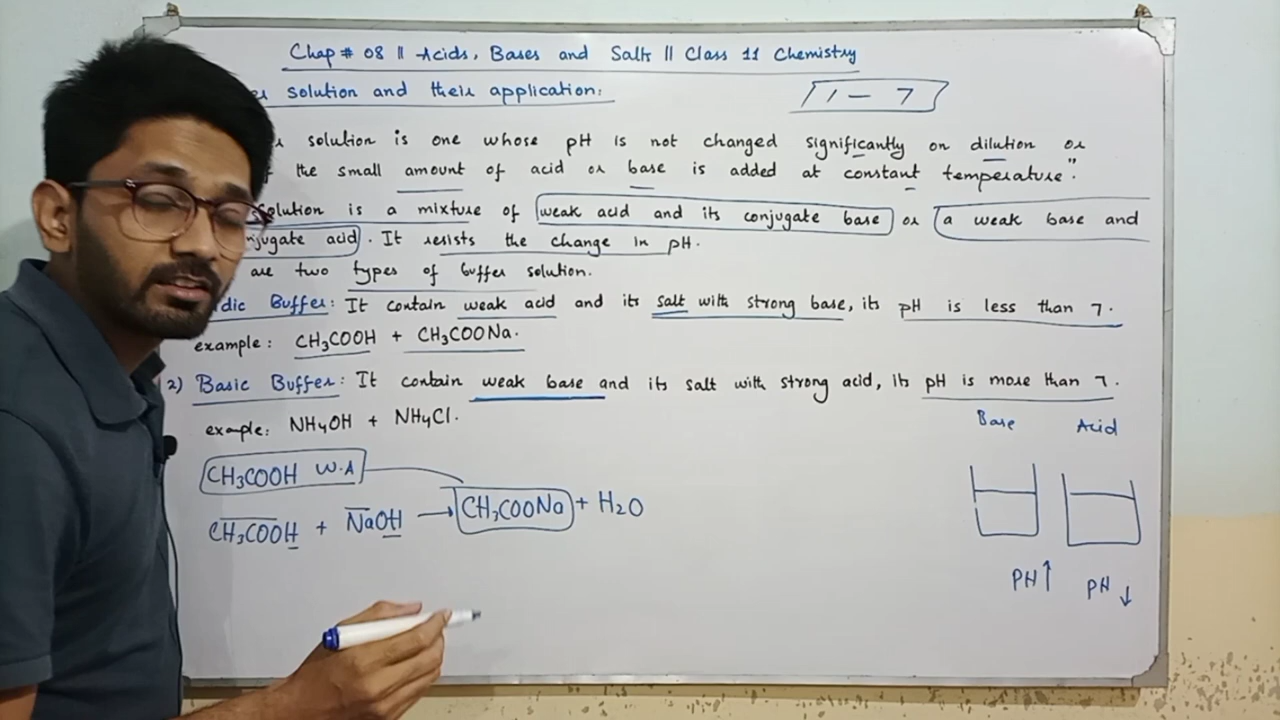 Chap # 08 || Acids, Bases and Salts || Class 11 Chemistry
solution and their application:
1 - 7
solution is one whose pH is not changed significantly on dilution or
the small amount of acid or base is added at constant temperature".
solution is a mixture of weak acid and its conjugate base or a weak base and
njugate acid. It resists the change in pH.
are two types of buffer solution.
dic Buffer: It contain weak acid and its salt with strong base, its pH is less than 7.
example: CH3COOH + CH3COONa.
2) Basic Buffer: It contain weak base and its salt with strong acid, its pH is more than 7.
example: NH4OH + NH4Cl.
Base Acid
CH3COOH W.A
CH3COOH + NaOH → CH3COONa + H2O
PH↑ PH↓